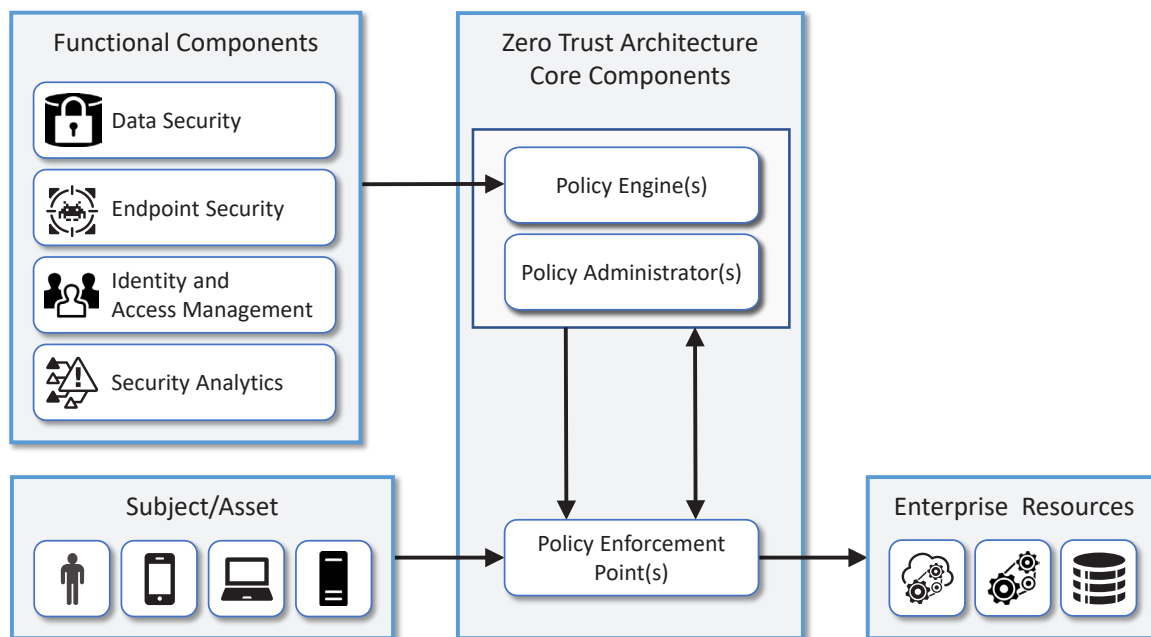 Functional Components
Data Security
Endpoint Security
Identity and
Access Management
Security Analytics
Zero Trust Architecture
Core Components
Policy Engine(s)
Policy Administrator(s)
Subject/Asset
Policy Enforcement
Point(s)
Enterprise Resources